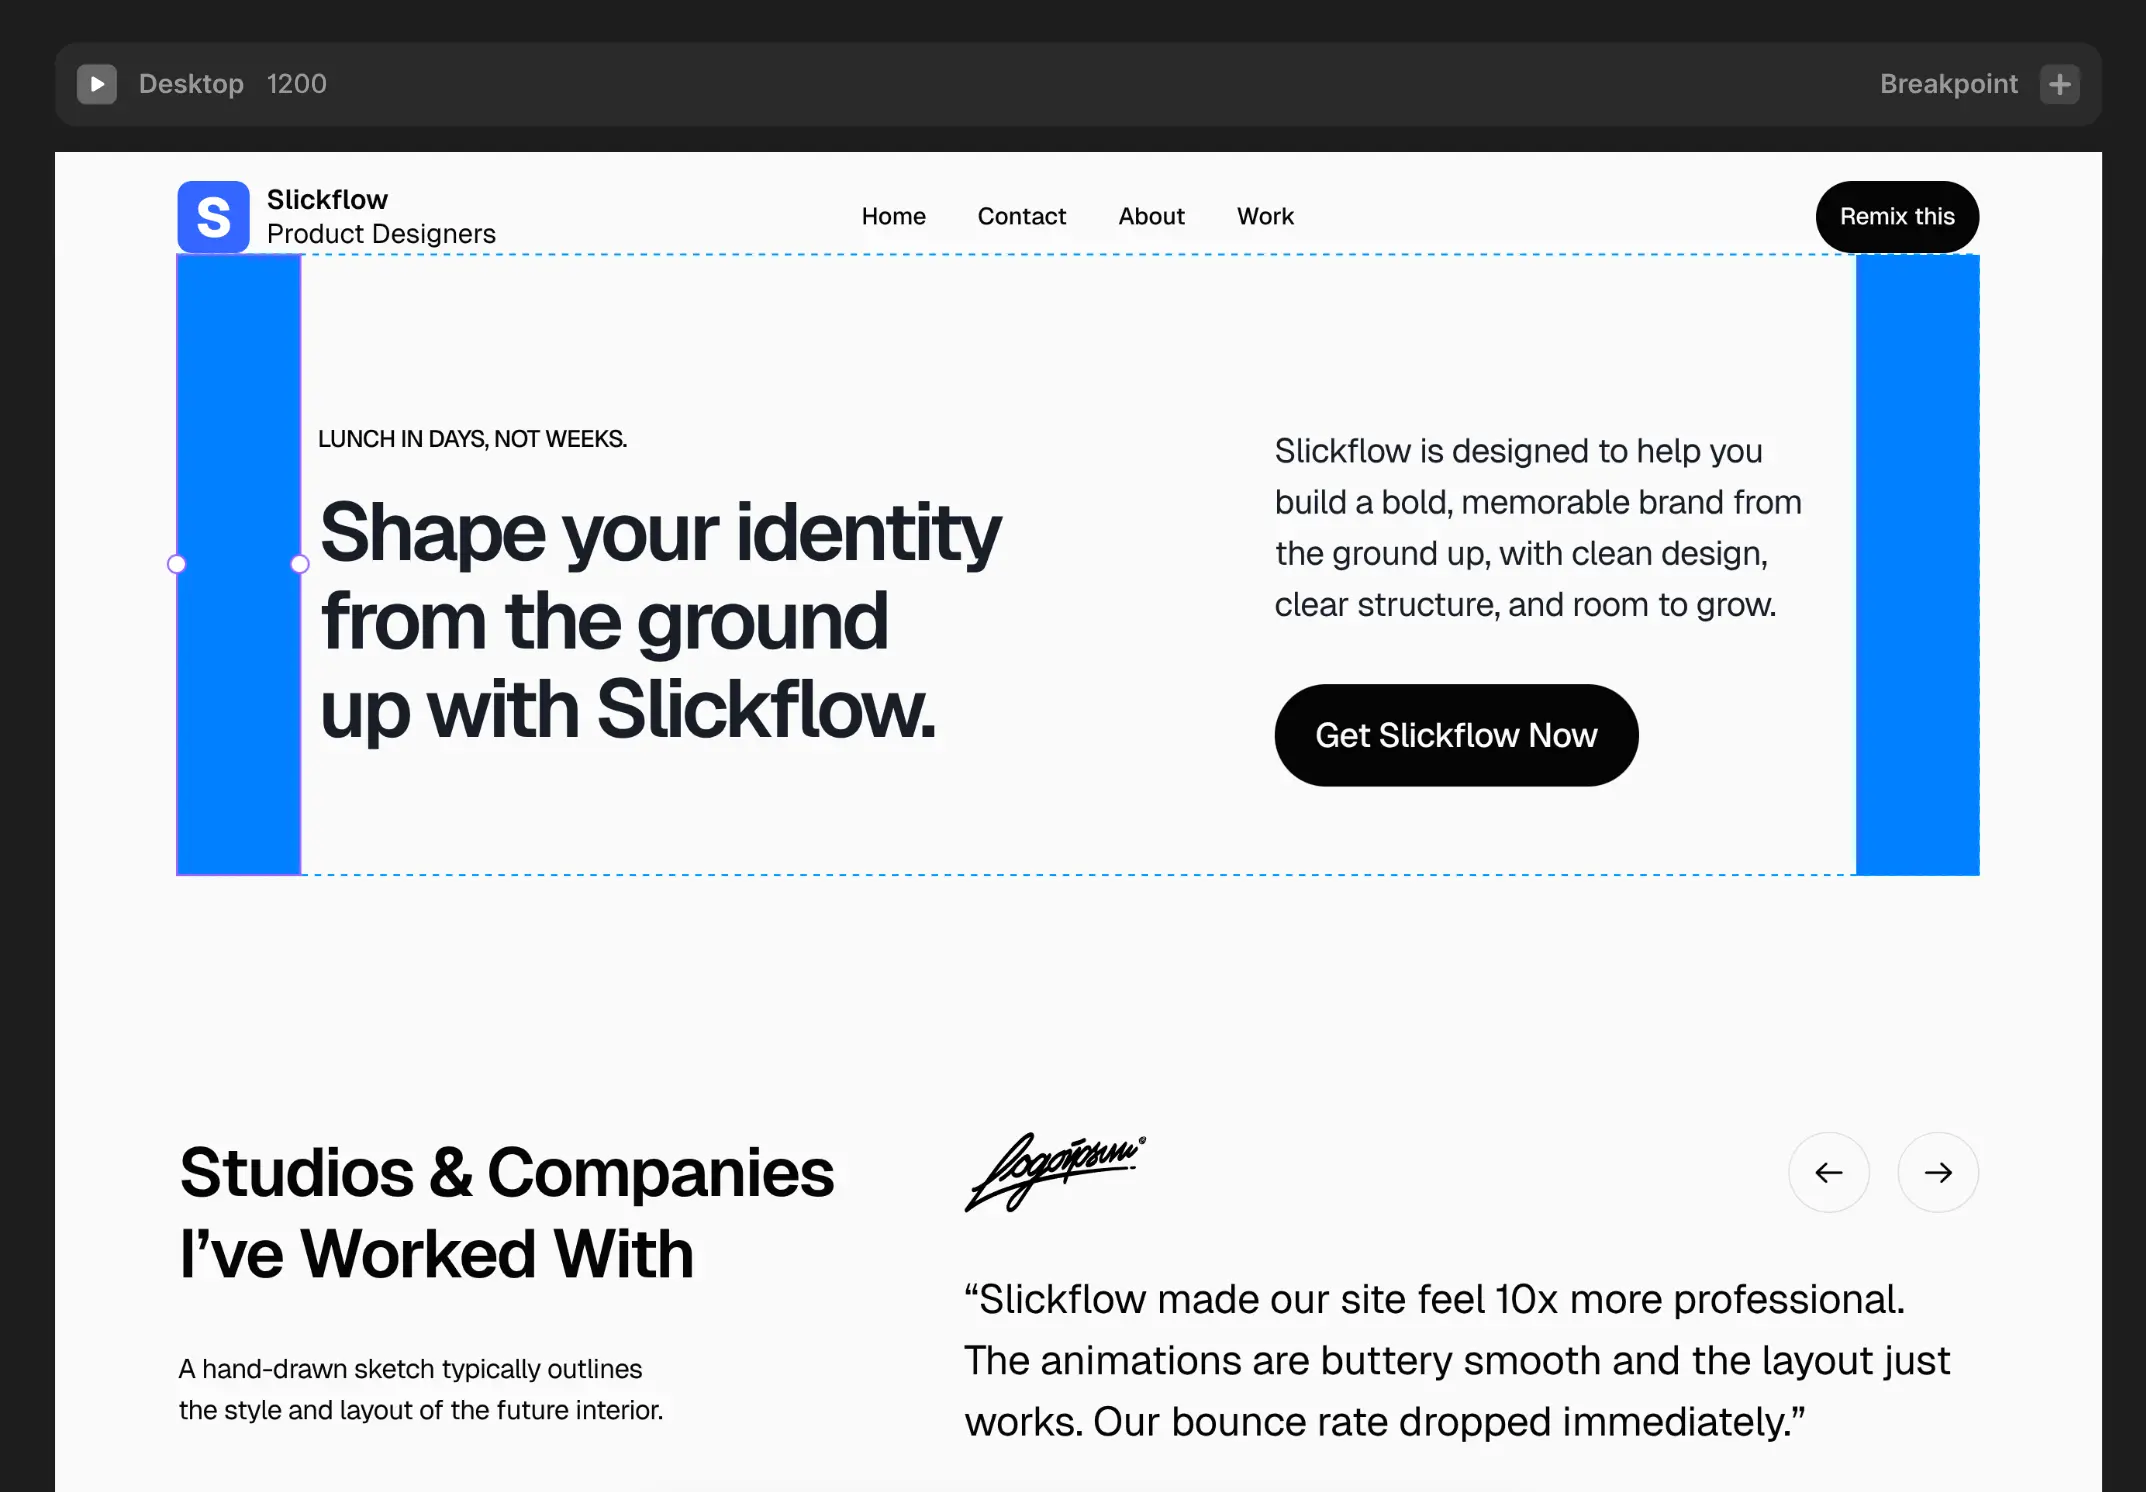 Desktop 1200
Breakpoint
S
Slickflow
Product Designers
Home
Contact
About
Work
Remix this
LUNCH IN DAYS, NOT WEEKS.
Shape your identity
from the ground
up with Slickflow.
Slickflow is designed to help you
build a bold, memorable brand from
the ground up, with clean design,
clear structure, and room to grow.
Get Slickflow Now
Studios & Companies
I’ve Worked With
A hand-drawn sketch typically outlines
the style and layout of the future interior.
logoipsum
“Slickflow made our site feel 10x more professional.
The animations are buttery smooth and the layout just
works. Our bounce rate dropped immediately.”